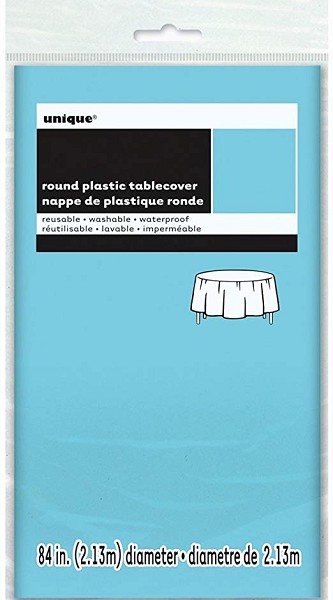 unique®
round plastic tablecover
nappe de plastique ronde
reusable • washable • waterproof
réutilisable • lavable • imperméable
84 in. (2.13m) diameter • diametre de 2.13m